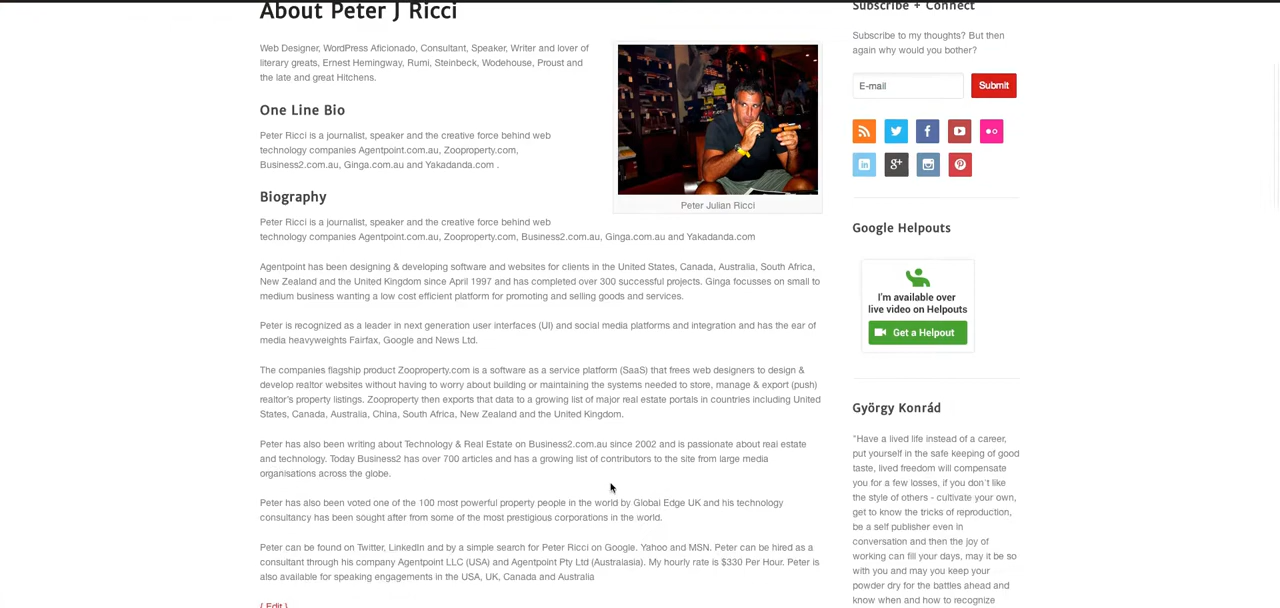 About Peter J Ricci
Web Designer, WordPress Aficionado, Consultant, Speaker, Writer and lover of
literary greats, Ernest Hemingway, Rumi, Steinbeck, Wodehouse, Proust and
the late and great Hitchens.
One Line Bio
Peter Ricci is a journalist, speaker and the creative force behind web
technology companies Agentpoint.com.au, Zooproperty.com,
Business2.com.au, Ginga.com.au and Yakadanda.com .
Peter Julian Ricci
Biography
Peter Ricci is a journalist, speaker and the creative force behind web
technology companies Agentpoint.com.au, Zooproperty.com, Business2.com.au, Ginga.com.au and Yakadanda.com
Agentpoint has been designing & developing software and websites for clients in the United States, Canada, Australia, South Africa,
New Zealand and the United Kingdom since April 1997 and has completed over 300 successful projects. Ginga focusses on small to
medium business wanting a low cost efficient platform for promoting and selling goods and services.
Peter is recognized as a leader in next generation user interfaces (UI) and social media platforms and integration and has the ear of
media heavyweights Fairfax, Google and News Ltd.
The companies flagship product Zooproperty.com is a software as a service platform (SaaS) that frees web designers to design &
develop realtor websites without having to worry about building or maintaining the systems needed to store, manage & export (push)
realtor's property listings. Zooproperty then exports that data to a growing list of major real estate portals in countries including United
States, Canada, Australia, China, South Africa, New Zealand and the United Kingdom.
Peter has also been writing about Technology & Real Estate on Business2.com.au since 2002 and is passionate about real estate
and technology. Today Business2 has over 700 articles and has a growing list of contributors to the site from large media
organisations across the globe.
Peter has also been voted one of the 100 most powerful property people in the world by Global Edge UK and his technology
consultancy has been sought after from some of the most prestigious corporations in the world.
Peter can be found on Twitter, LinkedIn and by a simple search for Peter Ricci on Google. Yahoo and MSN. Peter can be hired as a
consultant through his company Agentpoint LLC (USA) and Agentpoint Pty Ltd (Australasia). My hourly rate is $330 Per Hour. Peter is
also available for speaking engagements in the USA, UK, Canada and Australia
{ Edit }
Subscribe + Connect
Subscribe to my thoughts? But then
again why would you bother?
E-mail
Submit
Google Helpouts
I'm available over
live video on Helpouts
Get a Helpout
György Konrád
"Have a lived life instead of a career,
put yourself in the safe keeping of good
taste, lived freedom will compensate
you for a few losses, if you don't like
the style of others - cultivate your own,
get to know the tricks of reproduction,
be a self publisher even in
conversation and then the joy of
working can fill your days, may it be so
with you and may you keep your
powder dry for the battles ahead and
know when and how to recognize